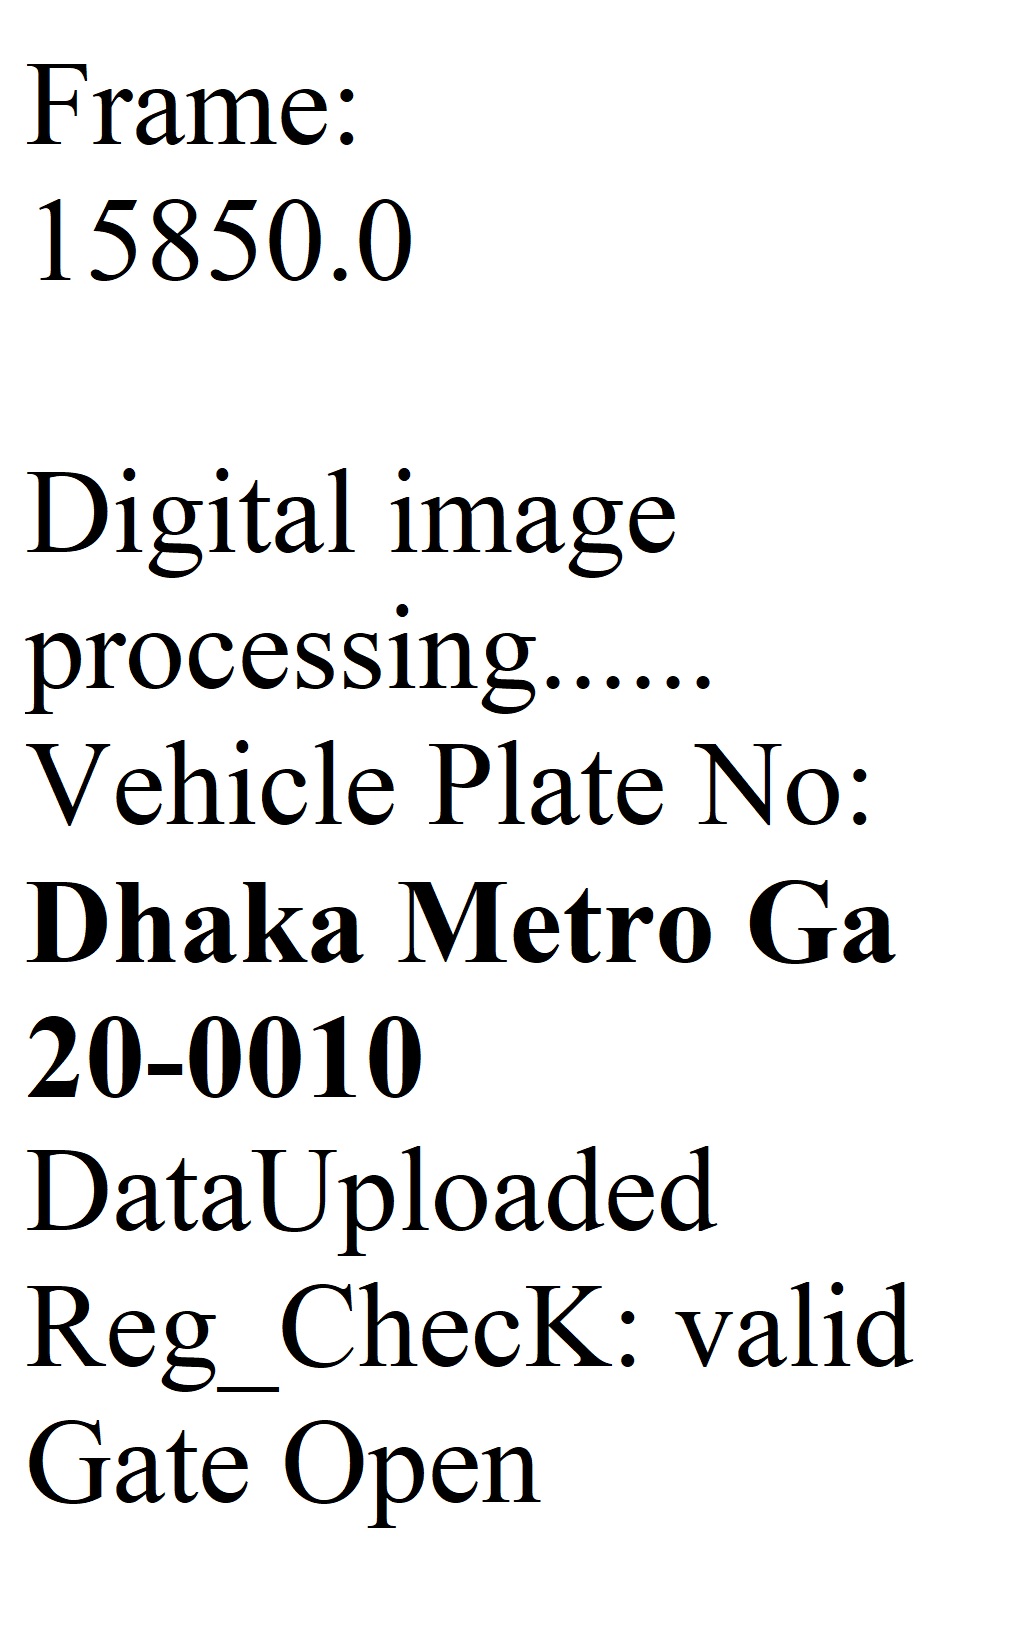 Frame:
15850.0
Digital image
processing......
Vehicle Plate No:
Dhaka Metro Ga
20-0010
DataUploaded
Reg_ChecK: valid
Gate Open